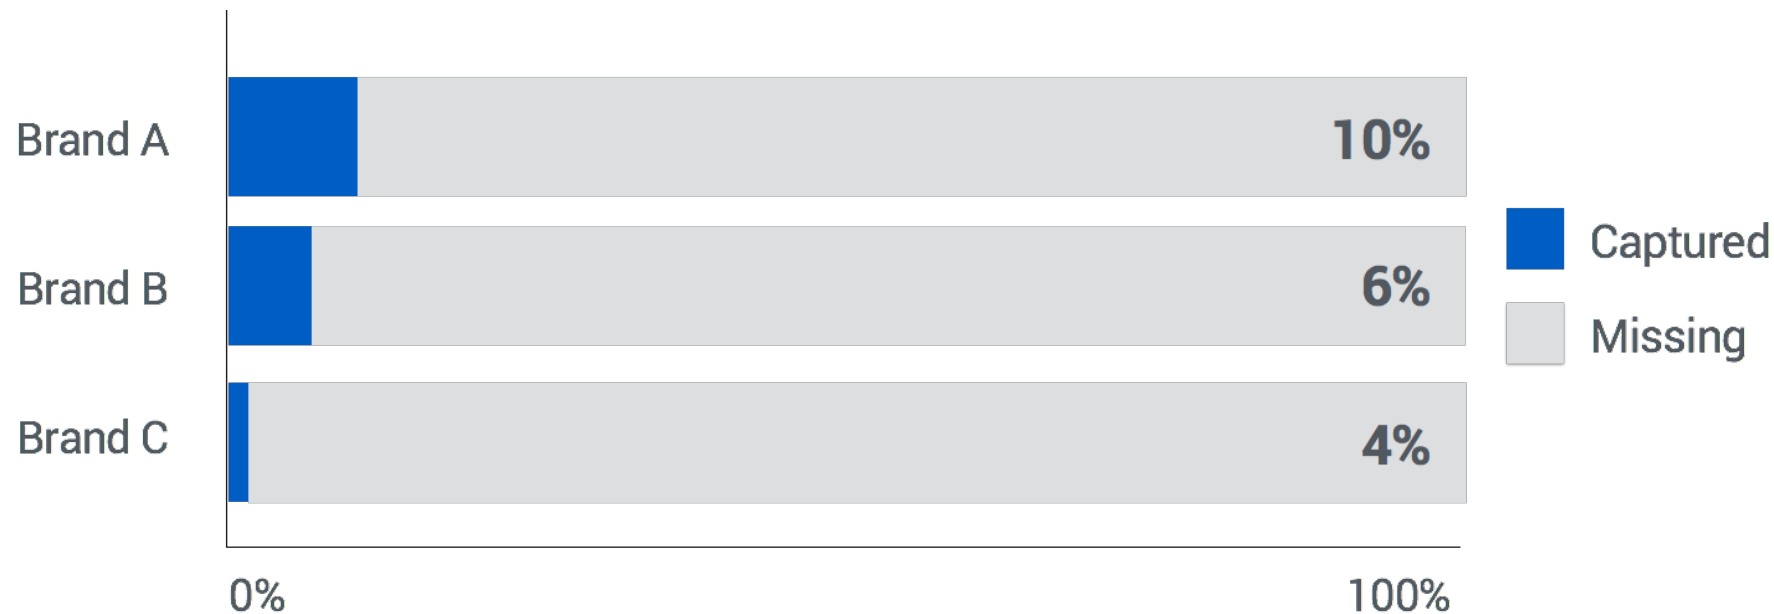 Brand A
10%
Brand B
6%
Brand C
4%
Captured
Missing
0%
100%